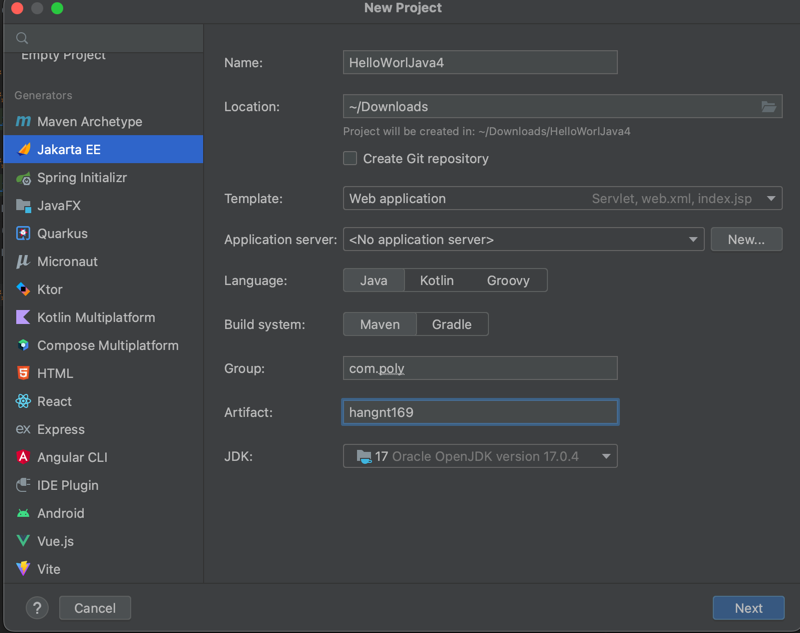 New Project
Empty Project
Generators
Maven Archetype
Jakarta EE
Spring Initializr
JavaFX
Quarkus
Micronaut
Ktor
Kotlin Multiplatform
Compose Multiplatform
HTML
React
ex Express
Angular CLI
IDE Plugin
Android
Vue.js
Vite
Name: HelloWorlJava4
Location: ~/Downloads
Project will be created in: ~/Downloads/HelloWorlJava4
Create Git repository
Template: Web application Servlet, web.xml, index.jsp
Application server: <No application server> New...
Language: Java Kotlin Groovy
Build system: Maven Gradle
Group: com.poly
Artifact: hangnt169
JDK: 17 Oracle OpenJDK version 17.0.4
? Cancel Next